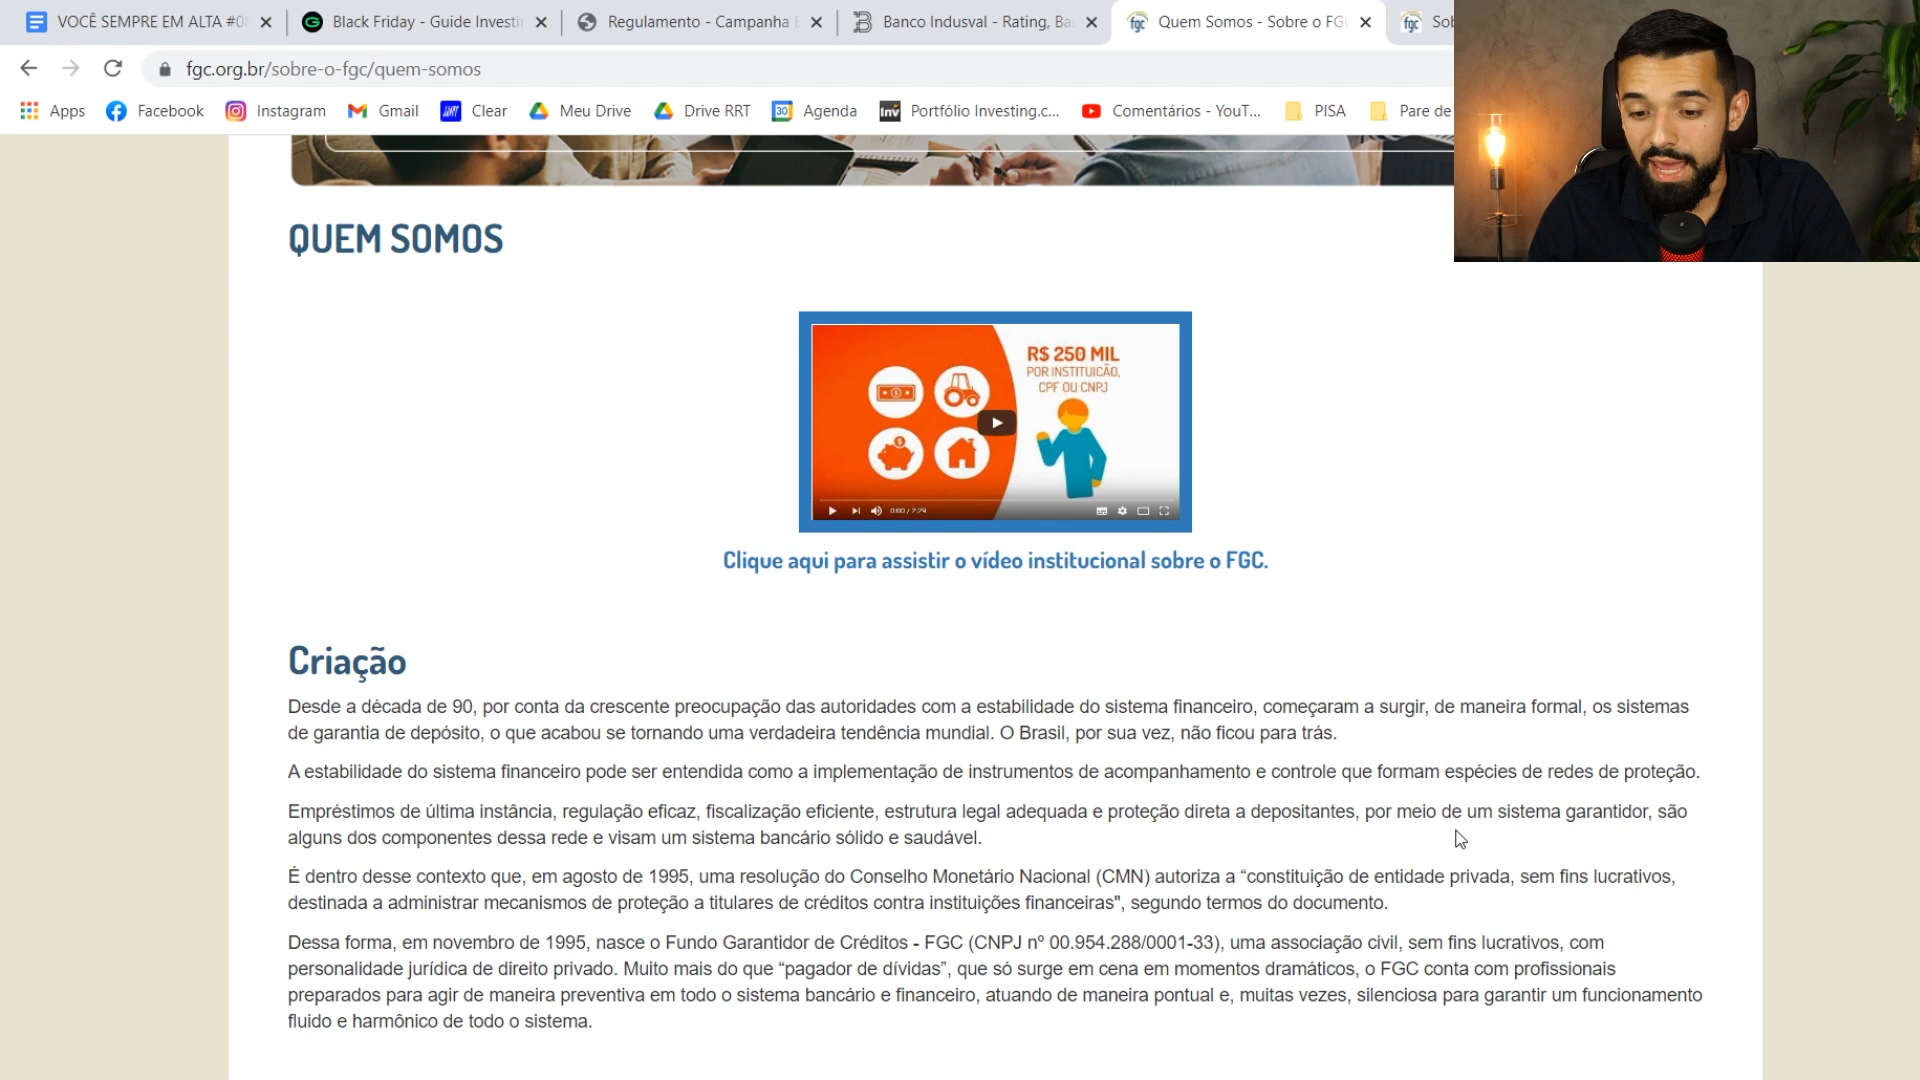 VOCÊ SEMPRE EM ALTA #08
Black Friday - Guide Investi
Regulamento - Campanha
Banco Indusval - Rating, Ba
Quem Somos - Sobre o FG
Sob
fgc.org.br/sobre-o-fgc/quem-somos
Apps
Facebook
Instagram
Gmail
Clear
Meu Drive
Drive RRT
Agenda
Portfólio Investing.c...
Comentários - YouT...
PISA
Pare de
QUEM SOMOS
R$ 250 MIL
POR INSTITUIÇÃO,
CPF OU CNPJ
0:00 / 2:29
Clique aqui para assistir o vídeo institucional sobre o FGC.
Criação
Desde a década de 90, por conta da crescente preocupação das autoridades com a estabilidade do sistema financeiro, começaram a surgir, de maneira formal, os sistemas
de garantia de depósito, o que acabou se tornando uma verdadeira tendência mundial. O Brasil, por sua vez, não ficou para trás.
A estabilidade do sistema financeiro pode ser entendida como a implementação de instrumentos de acompanhamento e controle que formam espécies de redes de proteção.
Empréstimos de última instância, regulação eficaz, fiscalização eficiente, estrutura legal adequada e proteção direta a depositantes, por meio de um sistema garantidor, são
alguns dos componentes dessa rede e visam um sistema bancário sólido e saudável.
É dentro desse contexto que, em agosto de 1995, uma resolução do Conselho Monetário Nacional (CMN) autoriza a “constituição de entidade privada, sem fins lucrativos,
destinada a administrar mecanismos de proteção a titulares de créditos contra instituições financeiras", segundo termos do documento.
Dessa forma, em novembro de 1995, nasce o Fundo Garantidor de Créditos - FGC (CNPJ nº 00.954.288/0001-33), uma associação civil, sem fins lucrativos, com
personalidade jurídica de direito privado. Muito mais do que “pagador de dívidas”, que só surge em cena em momentos dramáticos, o FGC conta com profissionais
preparados para agir de maneira preventiva em todo o sistema bancário e financeiro, atuando de maneira pontual e, muitas vezes, silenciosa para garantir um funcionamento
fluido e harmônico de todo o sistema.